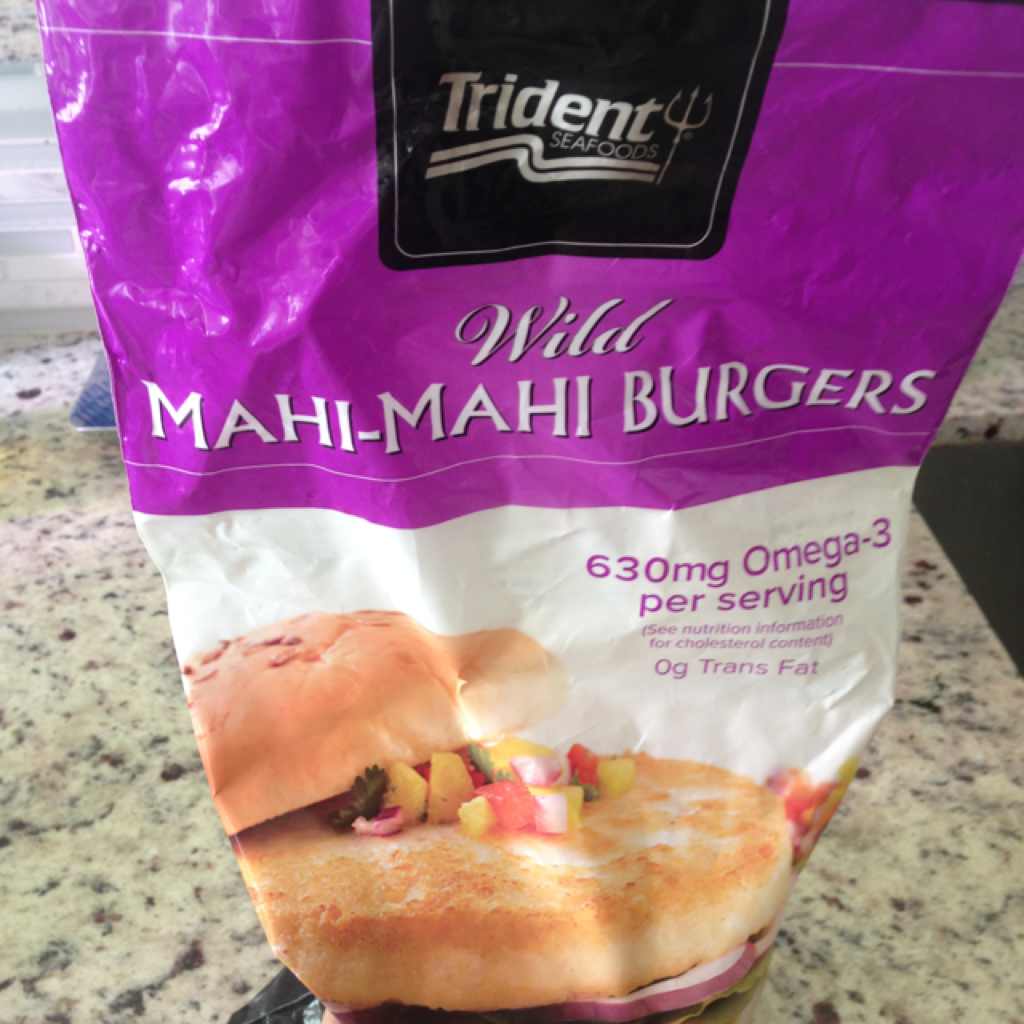 Trident
SEAFOODS
Wild
MAHI-MAHI BURGERS
630mg Omega-3
per serving
(See nutrition information
for cholesterol content)
0g Trans Fat